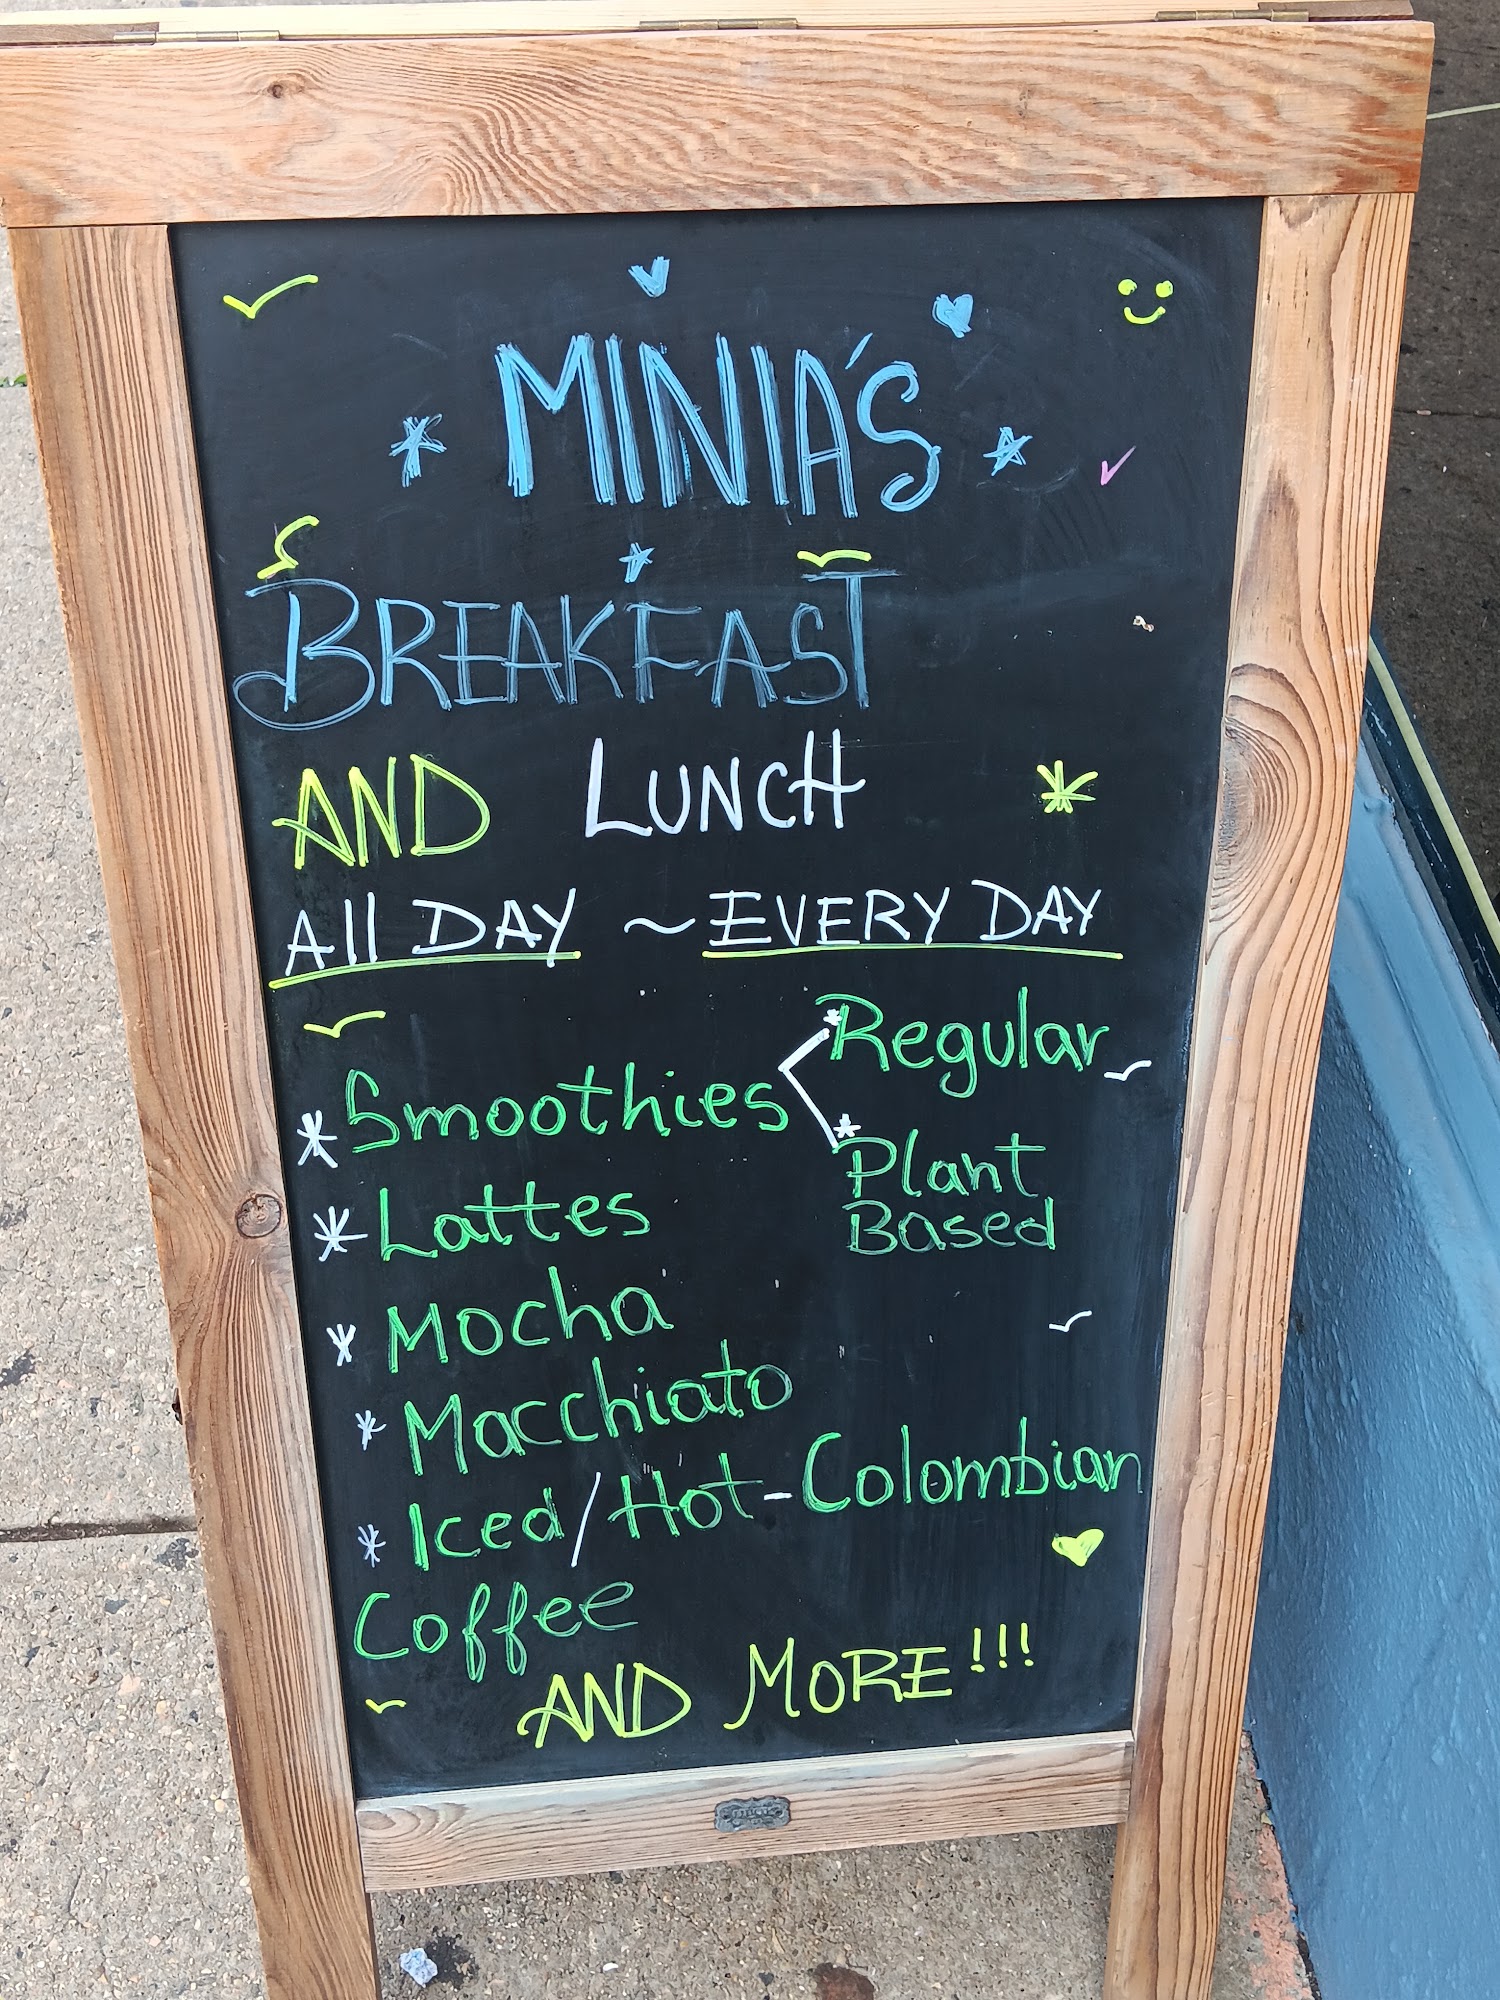 MINIA'S
BREAKFAST
AND LUNCH
All DAY ~ EVERY DAY
* Smoothies < * Regular
* Plant
Based
* Lattes
* Mocha
* Macchiato
* Iced/Hot-Colombian
Coffee
AND MORE!!!